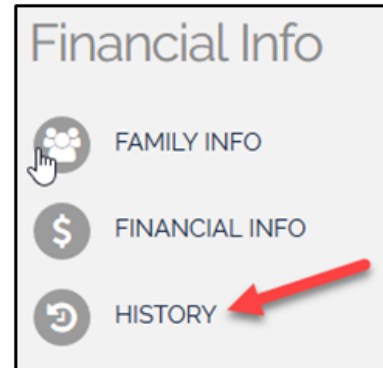 Financial Info
FAMILY INFO
$
FINANCIAL INFO
HISTORY